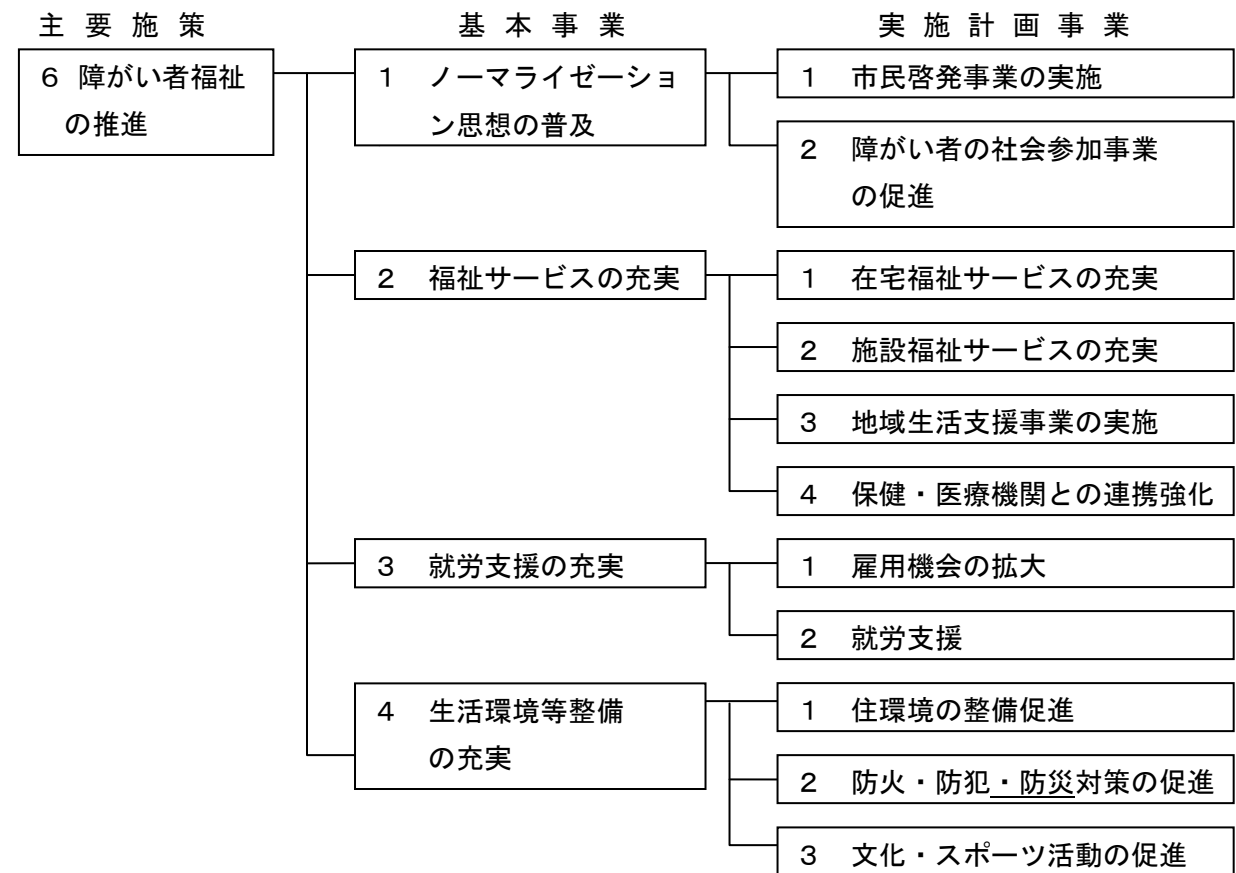 主要施策
基本事業
実施計画事業
6 障がい者福祉
の推進
1 ノーマライゼーショ
ン思想の普及
1 市民啓発事業の実施
2 障がい者の社会参加事業
の促進
2 福祉サービスの充実
1 在宅福祉サービスの充実
2 施設福祉サービスの充実
3 地域生活支援事業の実施
4 保健・医療機関との連携強化
3 就労支援の充実
1 雇用機会の拡大
2 就労支援
4 生活環境等整備
の充実
1 住環境の整備促進
2 防火・防犯・防災対策の促進
3 文化・スポーツ活動の促進